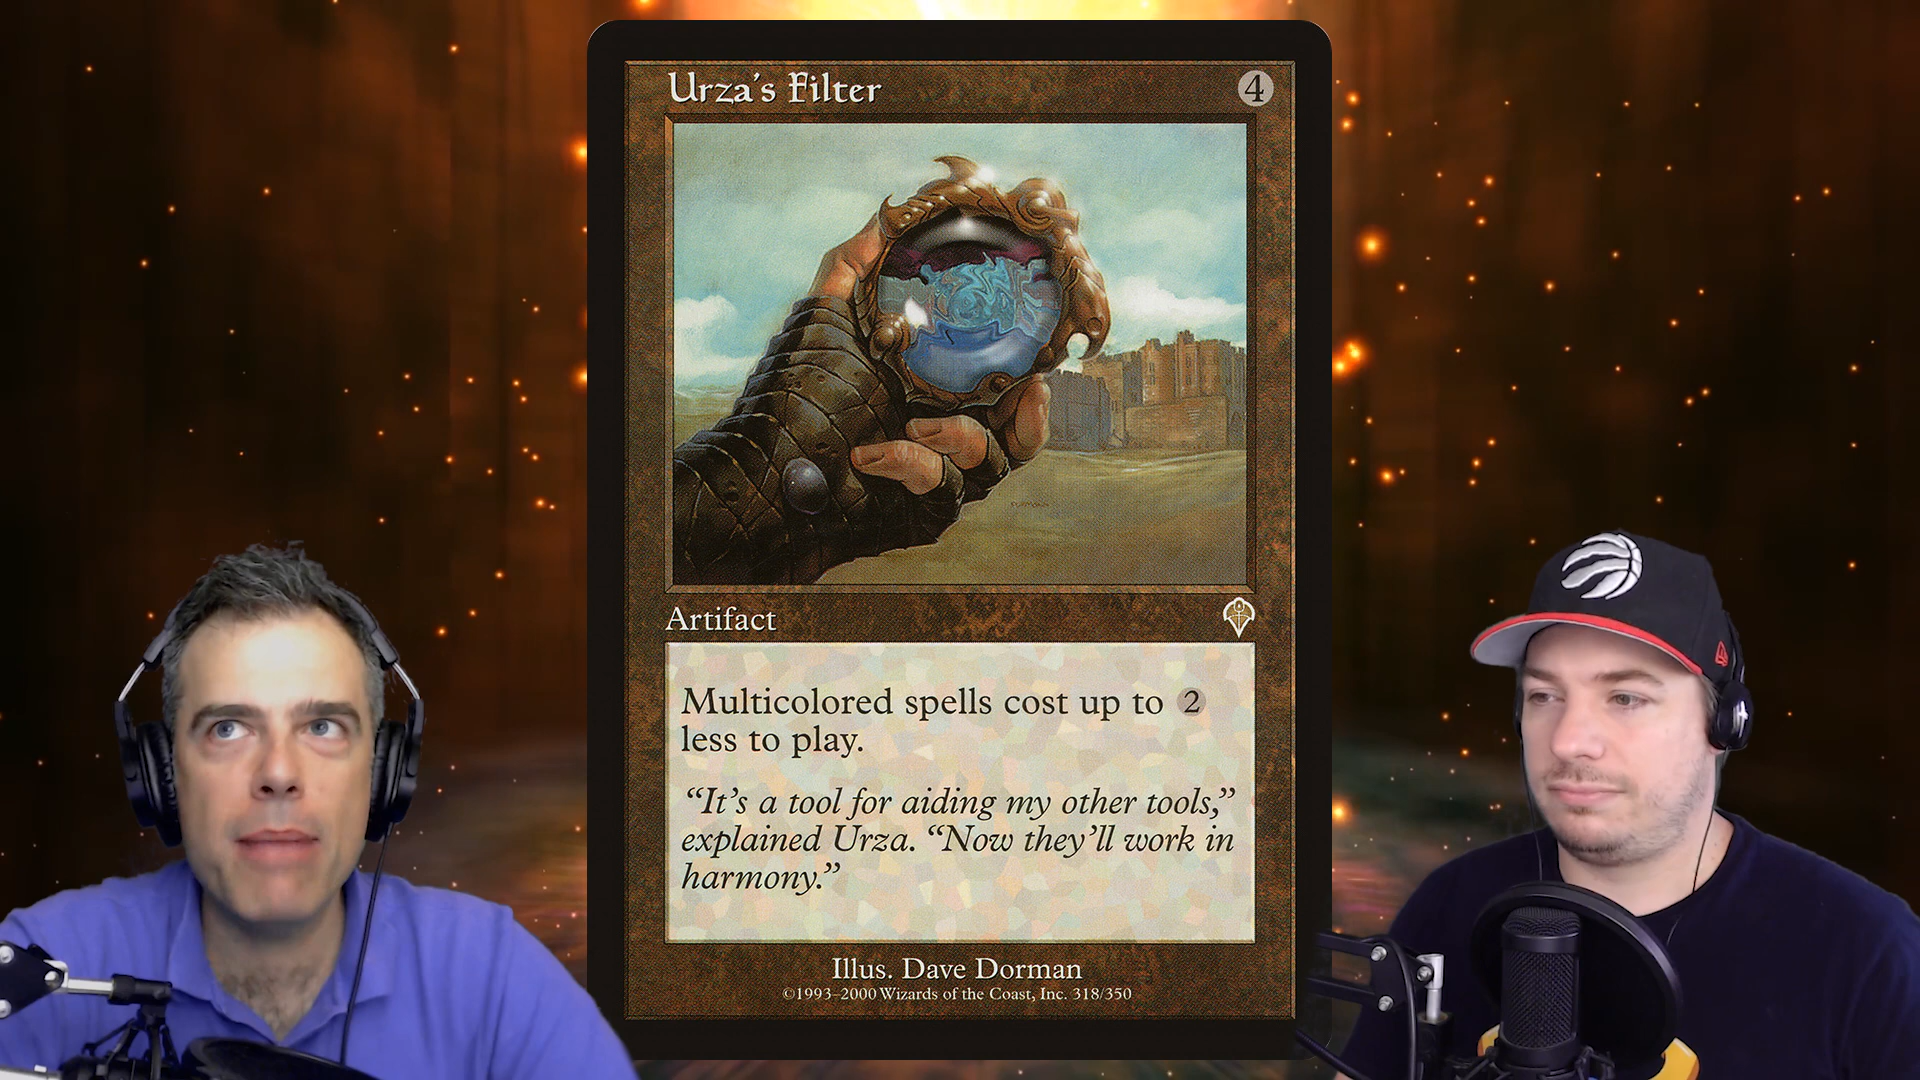 Urza's Filter
4
Artifact
Multicolored spells cost up to 2
less to play.
“It's a tool for aiding my other tools,”
explained Urza. “Now they'll work in
harmony.”
Illus. Dave Dorman
©1993–2000 Wizards of the Coast, Inc. 318/350